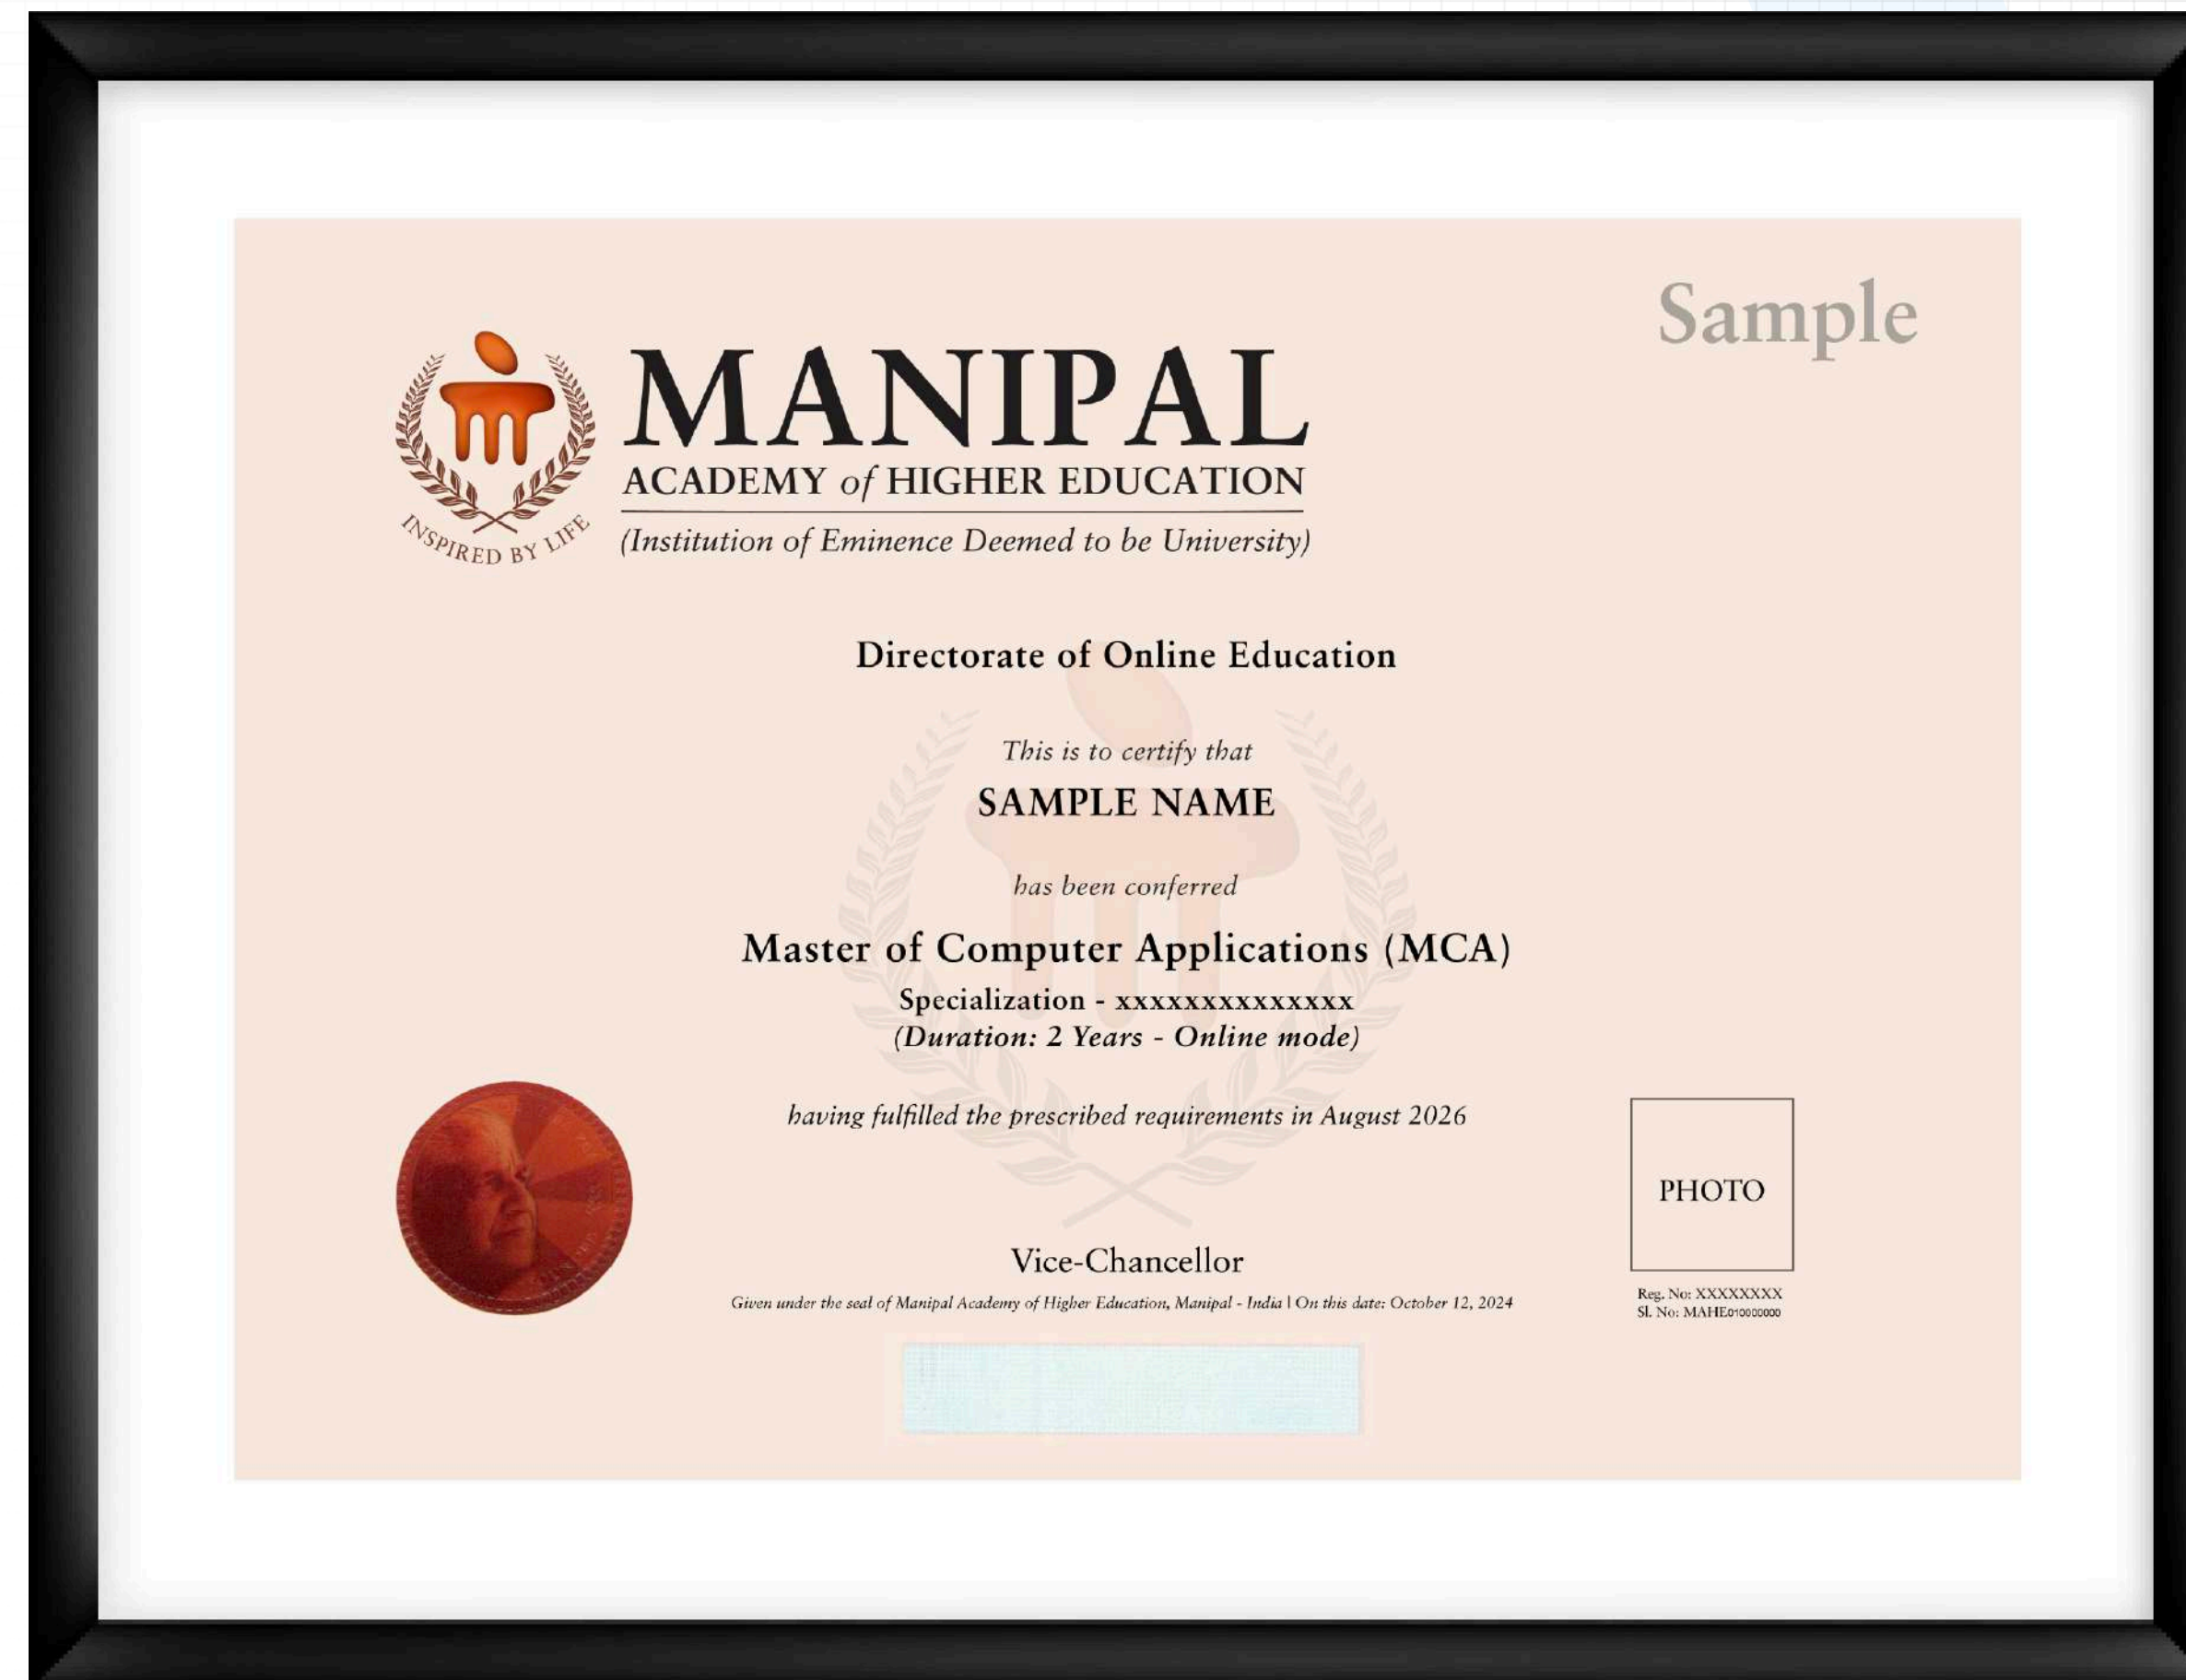 Sample
MANIPAL
ACADEMY of HIGHER EDUCATION
(Institution of Eminence Deemed to be University)
INSPIRED BY LIFE
Directorate of Online Education
This is to certify that
SAMPLE NAME
has been conferred
Master of Computer Applications (MCA)
Specialization - xxxxxxxxxxxxxx
(Duration: 2 Years - Online mode)
having fulfilled the prescribed requirements in August 2026
PHOTO
Vice-Chancellor
Given under the seal of Manipal Academy of Higher Education, Manipal - India | On this date: October 12, 2024
Reg. No: XXXXXXXX
Sl. No: MAHE010000000